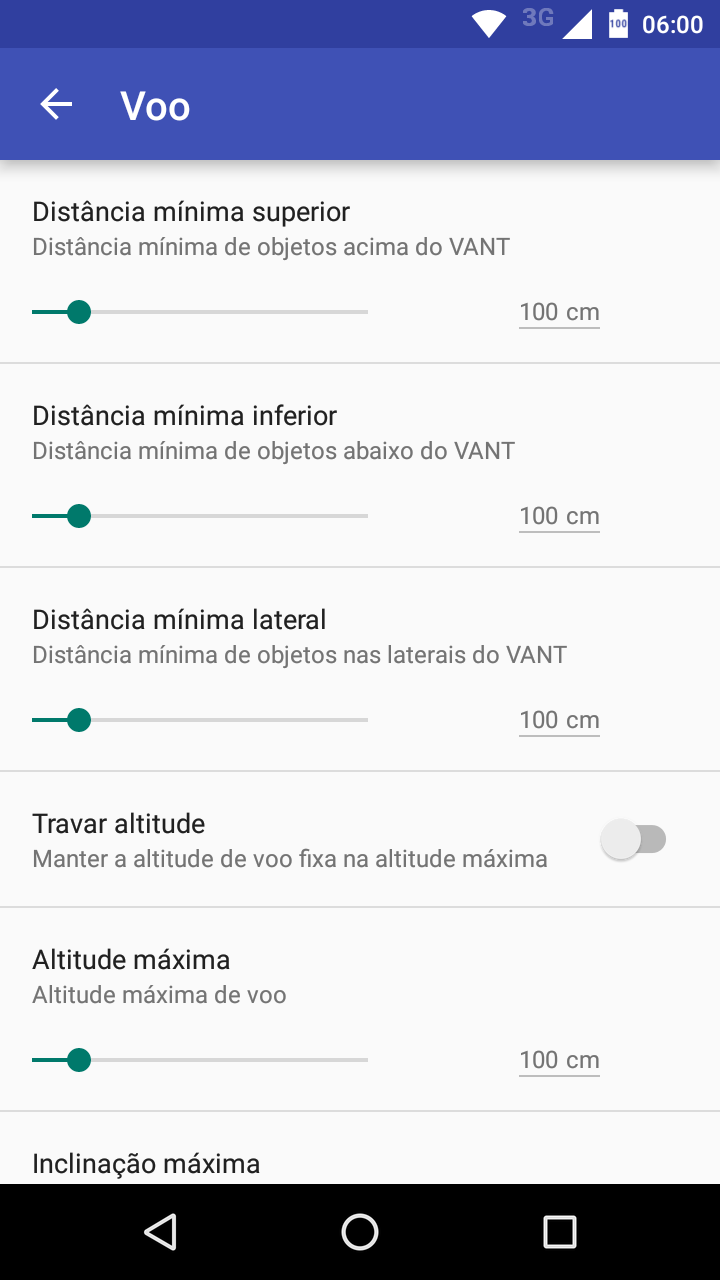 3G 100 06:00
Voo
Distância mínima superior
Distância mínima de objetos acima do VANT
100 cm
Distância mínima inferior
Distância mínima de objetos abaixo do VANT
100 cm
Distância mínima lateral
Distância mínima de objetos nas laterais do VANT
100 cm
Travar altitude
Manter a altitude de voo fixa na altitude máxima
Altitude máxima
Altitude máxima de voo
100 cm
Inclinação máxima